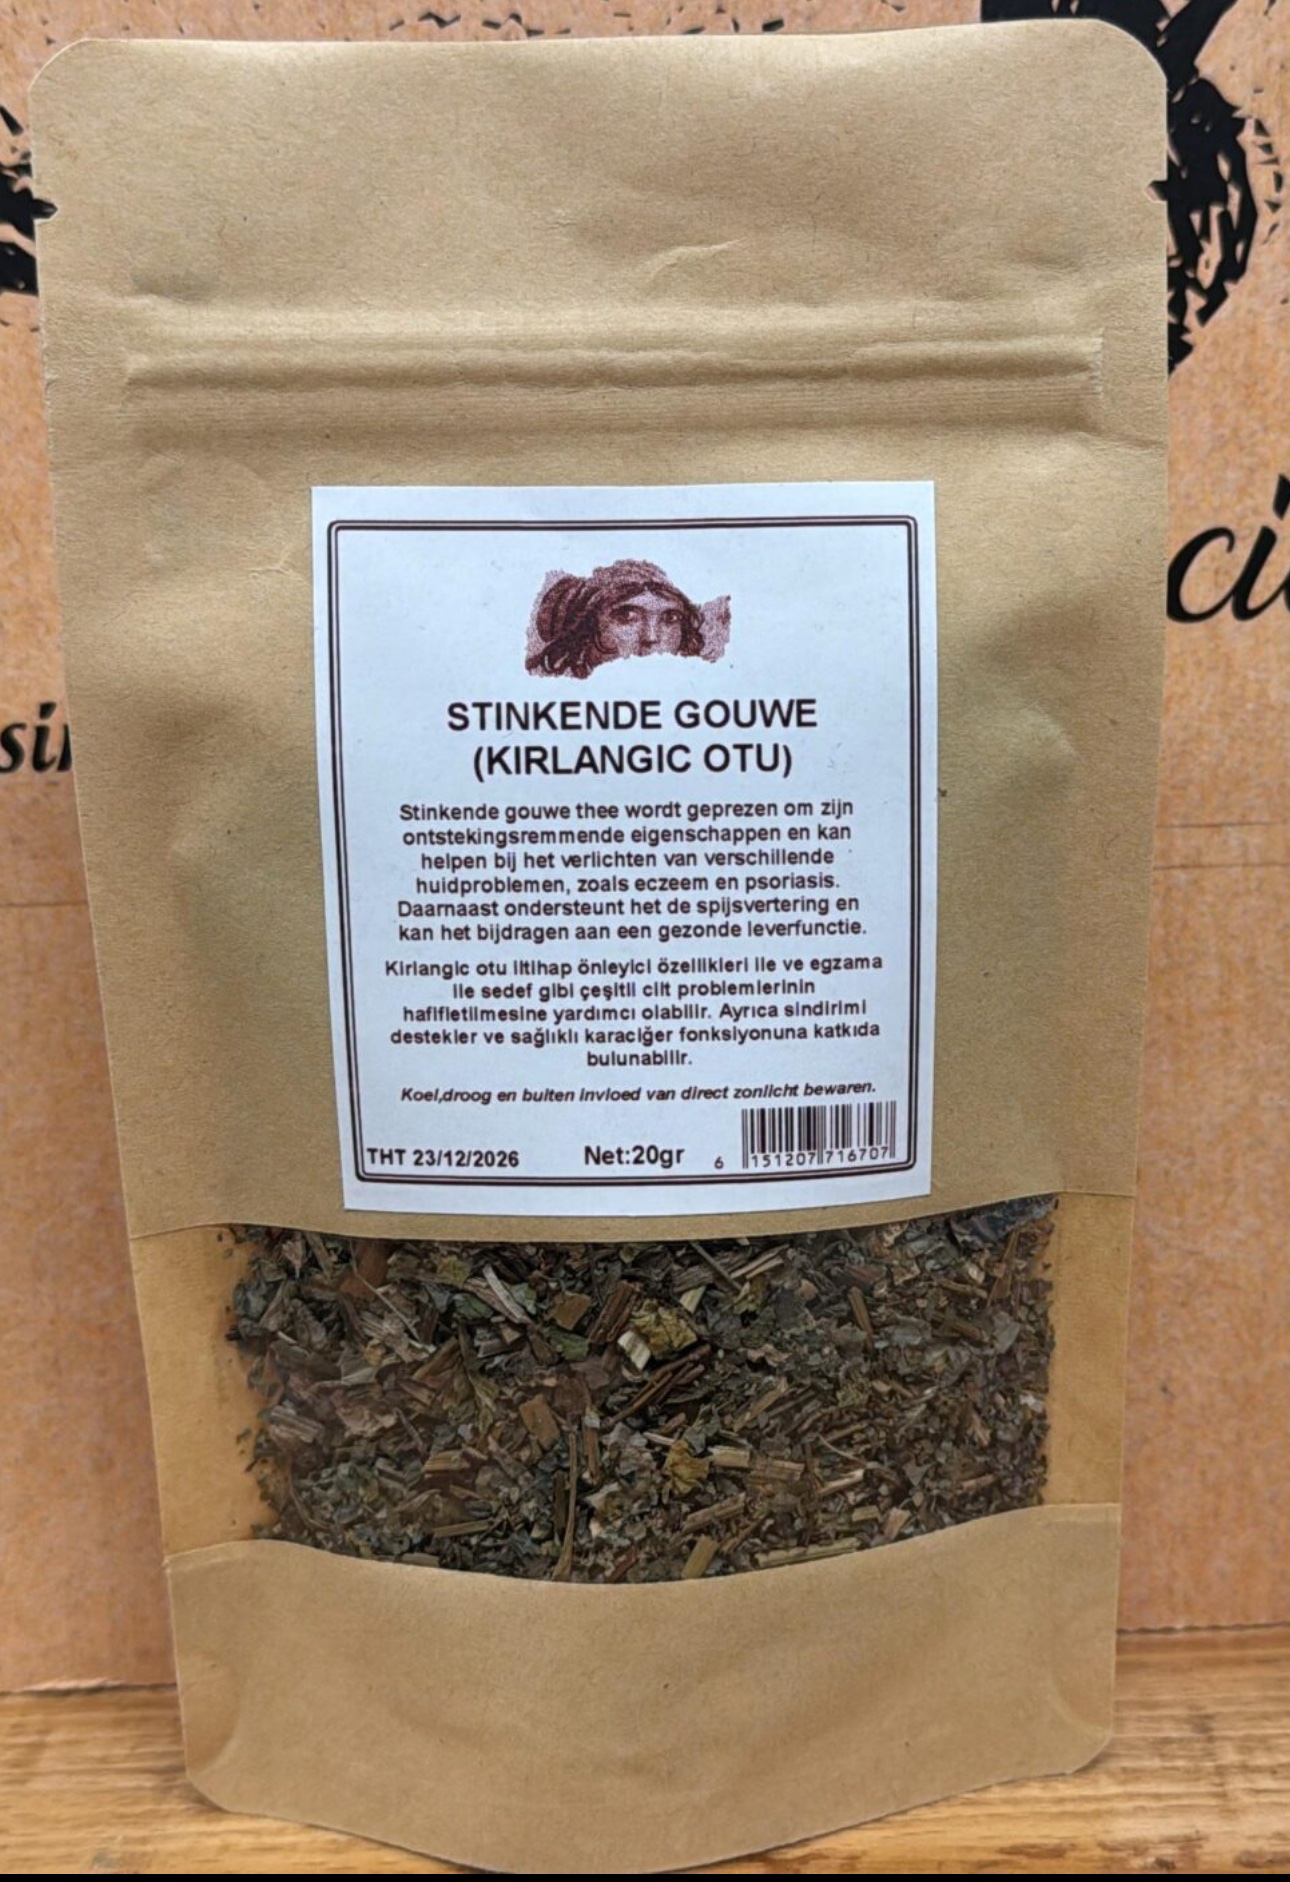 STINKENDE GOUWE
(KIRLANGIC OTU)
Stinkende gouwe thee wordt geprezen om zijn
ontstekingsremmende eigenschappen en kan
helpen bij het verlichten van verschillende
huidproblemen, zoals eczeem en psoriasis.
Daarnaast ondersteunt het de spijsvertering en
kan het bijdragen aan een gezonde leverfunctie.
Kirlangic otu iltihap önleyici özellikleri ile ve egzama
ile sedef gibi çeşitli cilt problemlerinin
hafifletilmesine yardımcı olabilir. Ayrıca sindirimi
destekler ve sağlıklı karaciğer fonksiyonuna katkıda
bulunabilir.
Koel,droog en buiten invloed van direct zonlicht bewaren.
THT 23/12/2026
Net:20gr
6 151207 716707